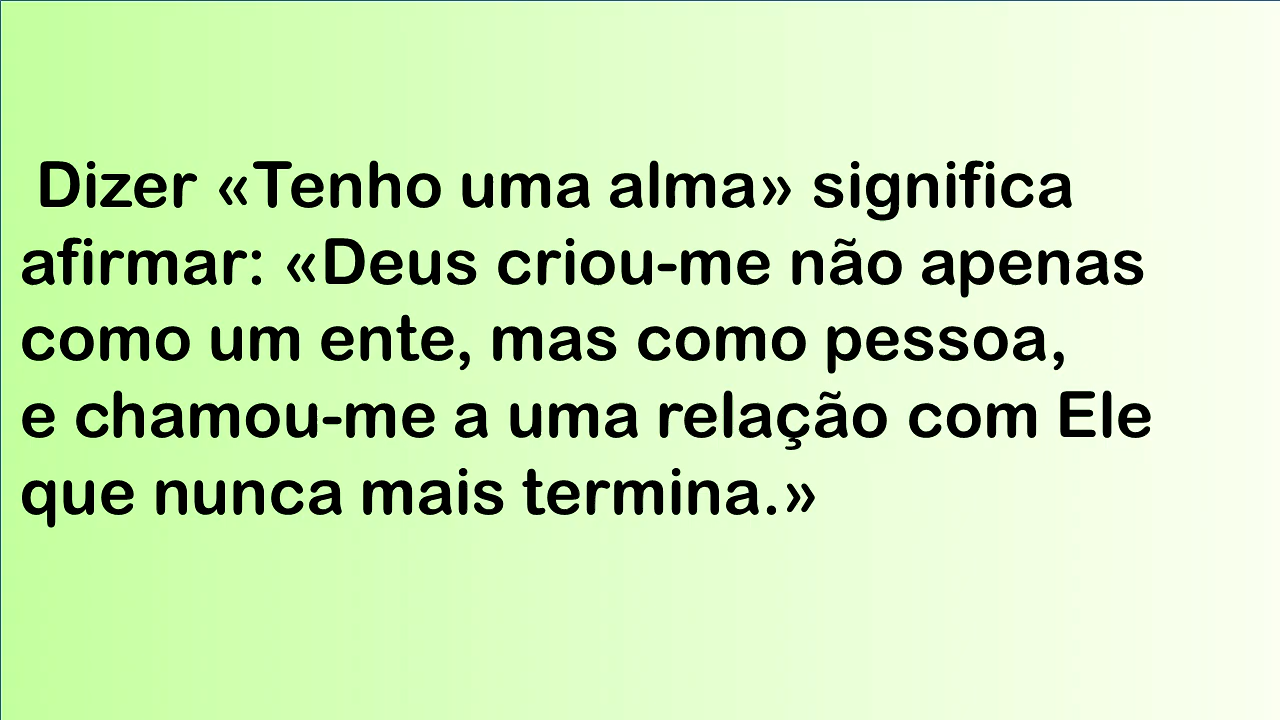 Dizer «Tenho uma alma» significa
afirmar: «Deus criou-me não apenas
como um ente, mas como pessoa,
e chamou-me a uma relação com Ele
que nunca mais termina.»